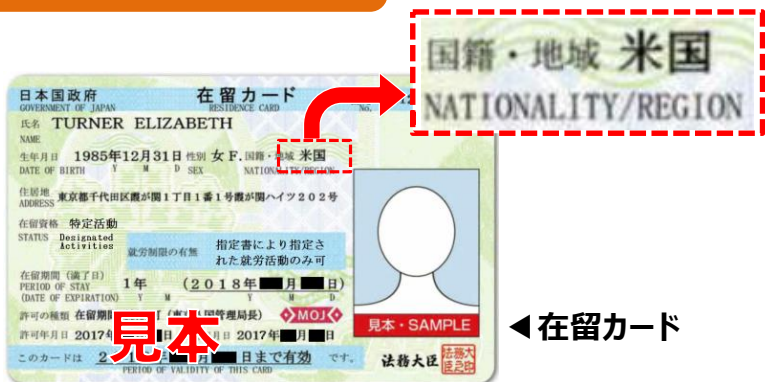 国籍・地域 米国
NATIONALITY/REGION
日本国政府 在留カード
GOVERNMENT OF JAPAN RESIDENCE CARD No.
氏名 TURNER ELIZABETH
NAME
生年月日 1985年12月31日 性別 女 F. 国籍・地域 米国
DATE OF BIRTH Y M D SEX NATIONALITY/REGION
住居地 東京都千代田区霞が関1丁目1番1号霞が関ハイツ202号
ADDRESS
在留資格 特定活動
STATUS Designated
Activities
就労制限の有無 指定書により指定さ
れた就労活動のみ可
在留期間(満了日) 1年 (2018年 月 日)
PERIOD OF STAY
(DATE OF EXPIRATION) Y M Y M D
許可の種類 在留期間 国管理局長) MOJ
見本・SAMPLE
許可年月日 2017年 日 2017年 月 日
見本
このカードは 2 年 月 日まで有効 です。
PERIOD OF VALIDITY OF THIS CARD
法務大臣
◀在留カード